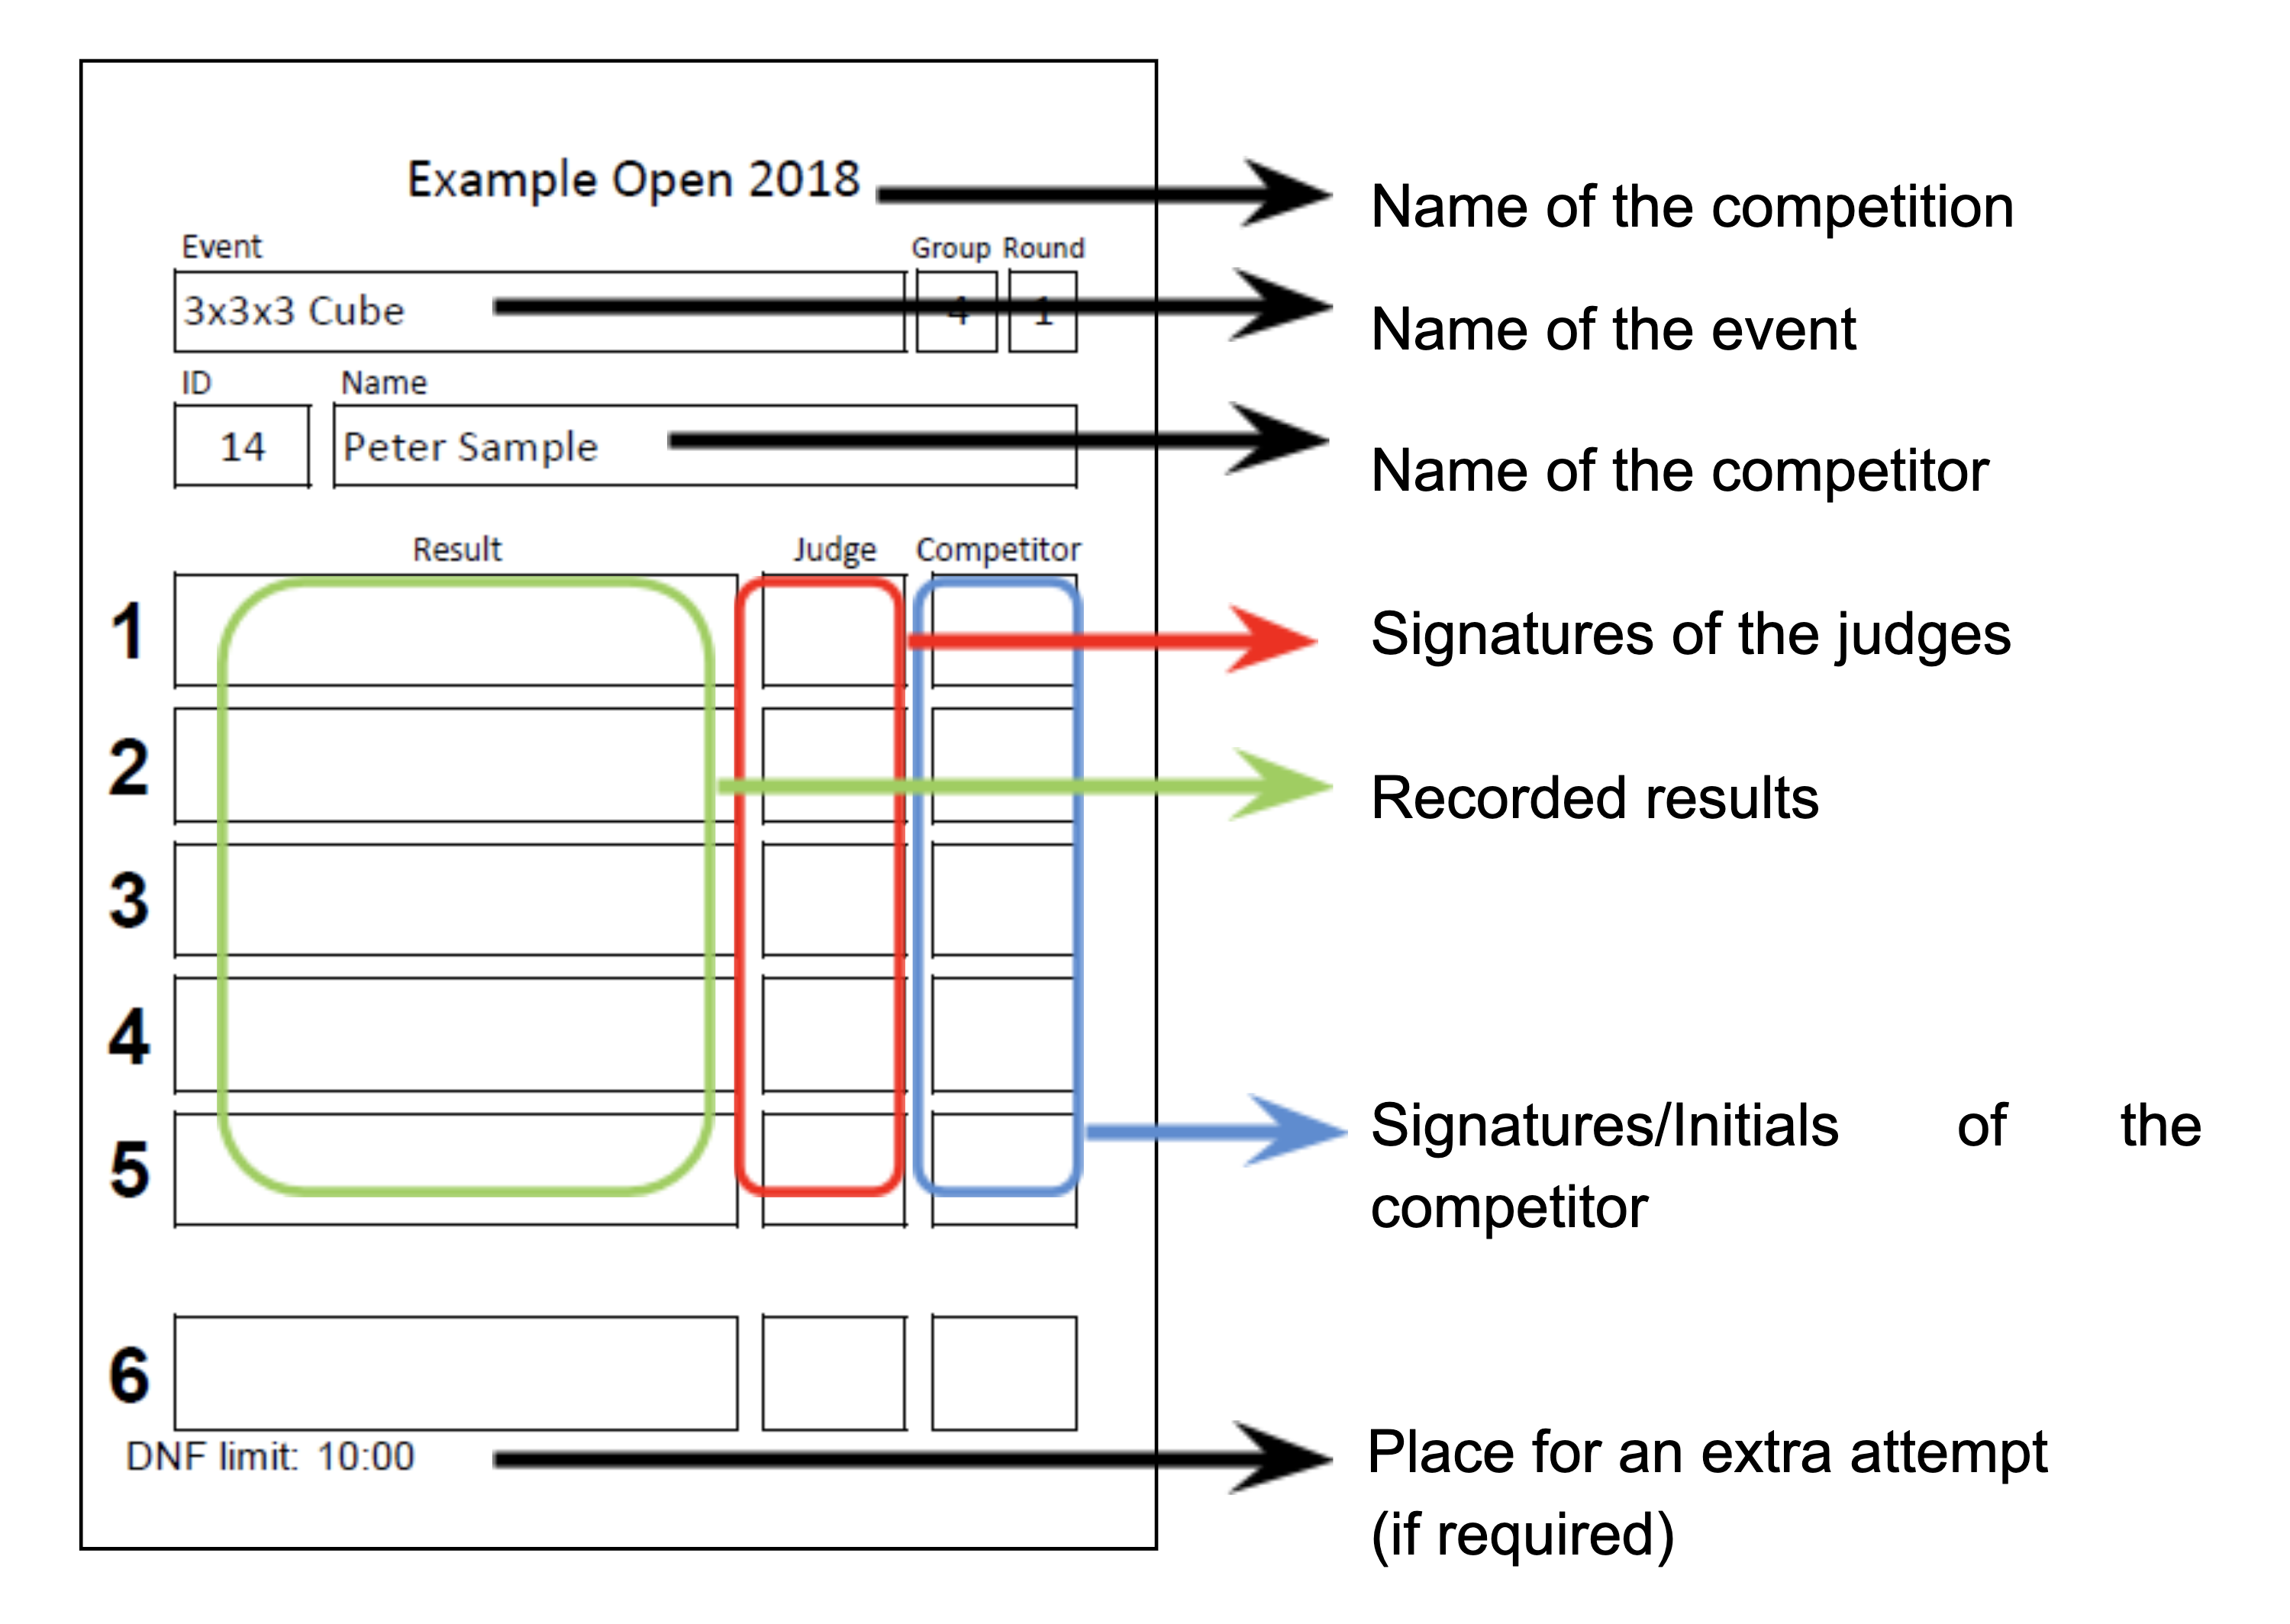 Example Open 2018
Name of the competition
Event
Group Round
3x3x3 Cube
4
1
Name of the event
ID
Name
14
Peter Sample
Name of the competitor
Result
Judge
Competitor
1
Signatures of the judges
2
Recorded results
3
4
5
Signatures/Initials of the
competitor
6
DNF limit: 10:00
Place for an extra attempt
(if required)